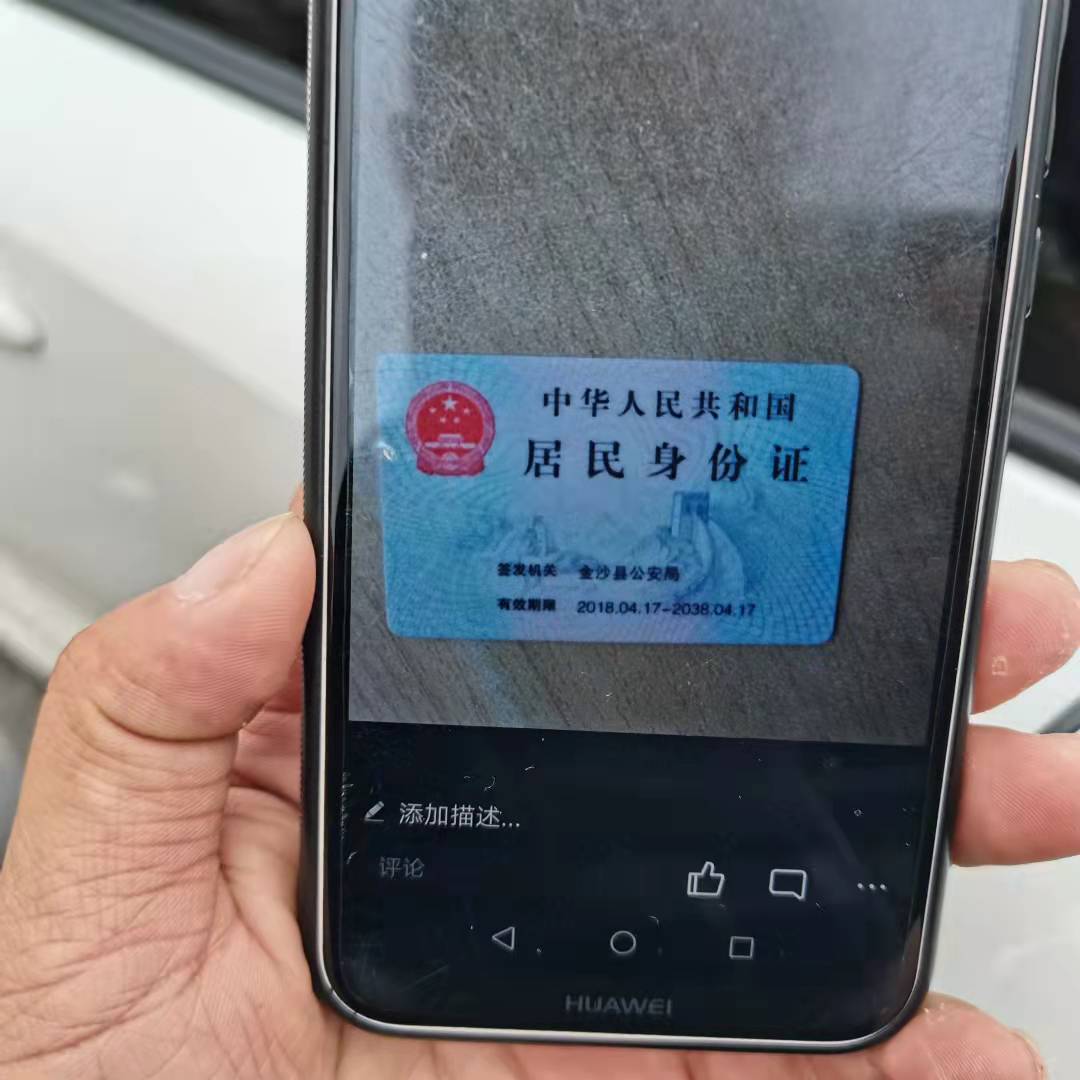 中华人民共和国
居民身份证
签发机关 金沙县公安局
有效期限 2018.04.17-2038.04.17
添加描述...
评论
HUAWEI